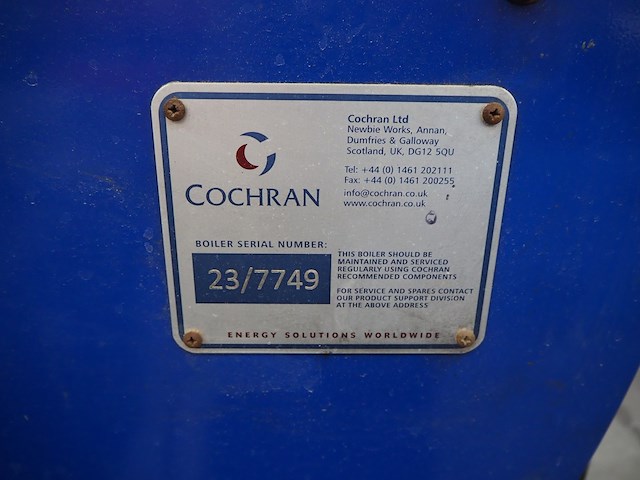 Cochran Ltd
Newbie Works, Annan,
Dumfries & Galloway
Scotland, UK, DG12 5QU
Tel: +44 (0) 1461 202111
Fax: +44 (0) 1461 200255
info@cochran.co.uk
www.cochran.co.uk
COCHRAN
BOILER SERIAL NUMBER:
23/7749
THIS BOILER SHOULD BE
MAINTAINED AND SERVICED
REGULARLY USING COCHRAN
RECOMMENDED COMPONENTS
FOR SERVICE AND SPARES CONTACT
OUR PRODUCT SUPPORT DIVISION
AT THE ABOVE ADDRESS
ENERGY SOLUTIONS WORLDWIDE